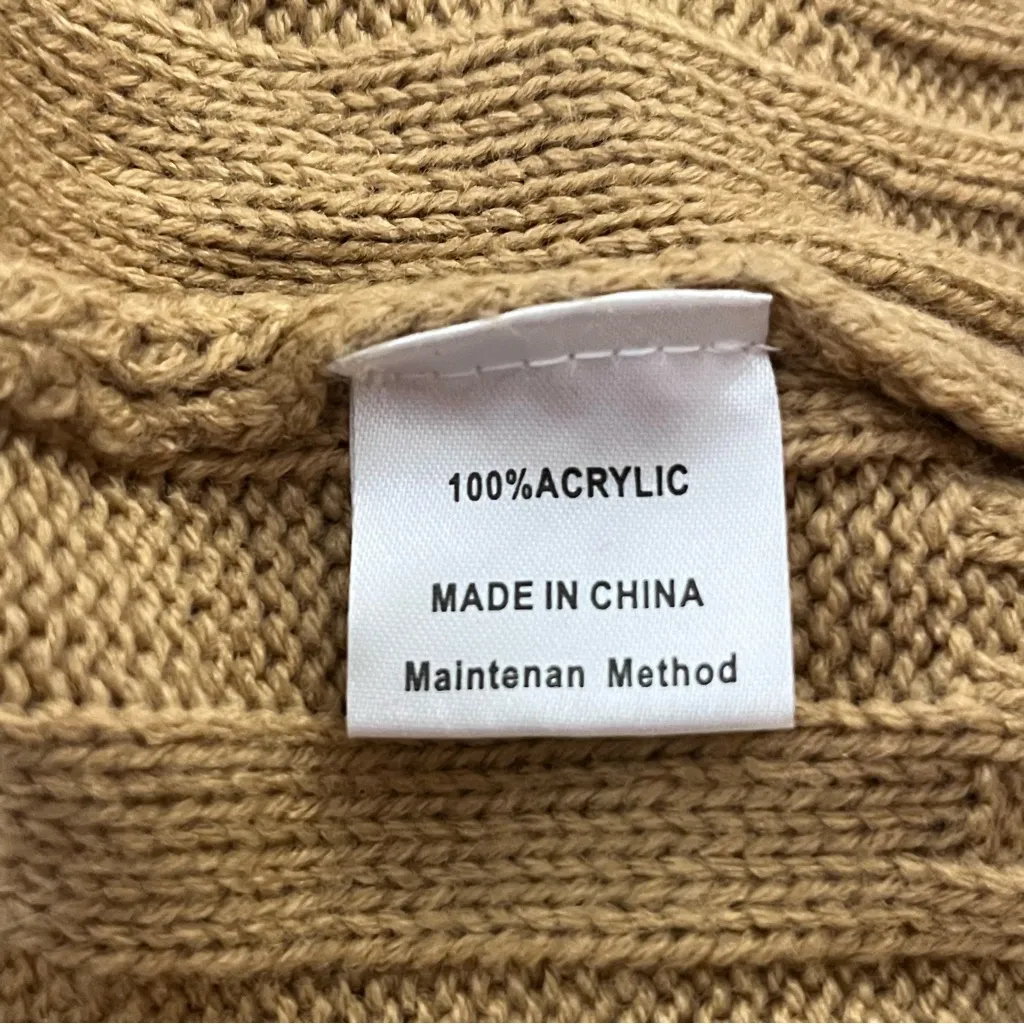 100%ACRYLIC
MADE IN CHINA
Maintenan Method